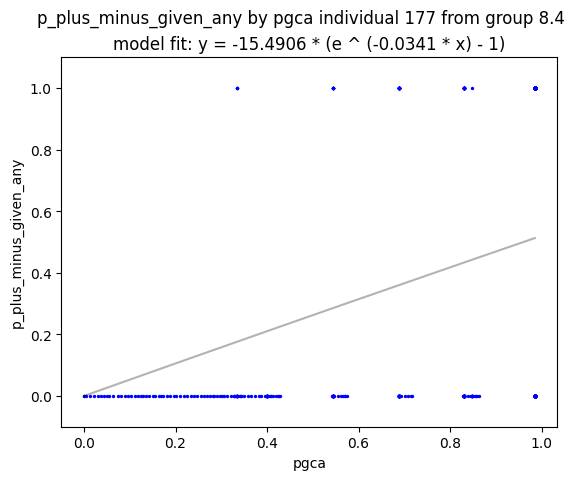 p_plus_minus_given_any by pgca individual 177 from group 8.4
model fit: y = -15.4906 * (e ^ (-0.0341 * x) - 1)
1.0
0.8
0.6
0.4
0.2
0.0
p_plus_minus_given_any
0.0 0.2 0.4 0.6 0.8 1.0
pgca